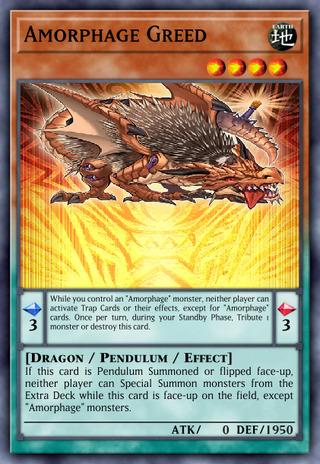 Amorphage Greed
EARTH
地
While you control an "Amorphage" monster, neither player can
activate Trap Cards or their effects, except for "Amorphage"
cards. Once per turn, during your Standby Phase, Tribute 1
monster or destroy this card.
3
3
[Dragon / Pendulum / Effect]
If this card is Pendulum Summoned or flipped face-up,
neither player can Special Summon monsters from the
Extra Deck while this card is face-up on the field, except
"Amorphage" monsters.
ATK/ 0 DEF/1950